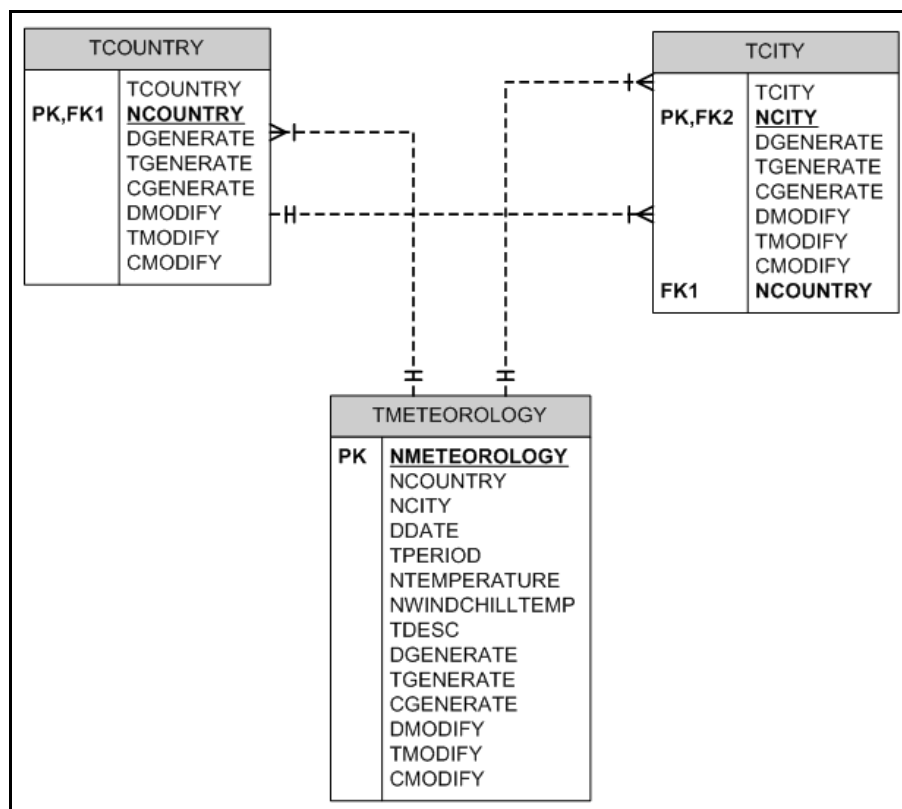 TCOUNTRY
TCOUNTRY
PK,FK1 NCOUNTRY
DGENERATE
TGENERATE
CGENERATE
DMODIFY
TMODIFY
CMODIFY
TCITY
TCITY
PK,FK2 NCITY
DGENERATE
TGENERATE
CGENERATE
DMODIFY
TMODIFY
CMODIFY
FK1 NCOUNTRY
TMETEOROLOGY
PK NMETEOROLOGY
NCOUNTRY
NCITY
DDATE
TPERIOD
NTEMPERATURE
NWINDCHILLTEMP
TDESC
DGENERATE
TGENERATE
CGENERATE
DMODIFY
TMODIFY
CMODIFY